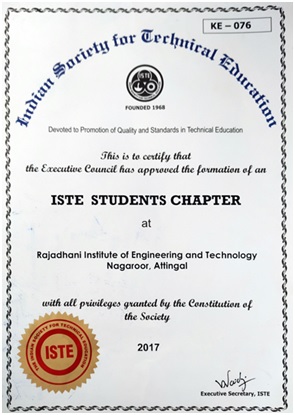 KE – 076
Indian Society for Technical Education
ISTE
FOUNDED 1968
Devoted to Promotion of Quality and Standards in Technical Education
This is to certify that
the Executive Council has approved the formation of an
ISTE STUDENTS CHAPTER
at
Rajadhani Institute of Engineering and Technology
Nagaroor, Attingal
with all privileges granted by the Constitution of
the Society
2017
THE INDIAN SOCIETY FOR TECHNICAL EDUCATION
ISTE
Executive Secretary, ISTE